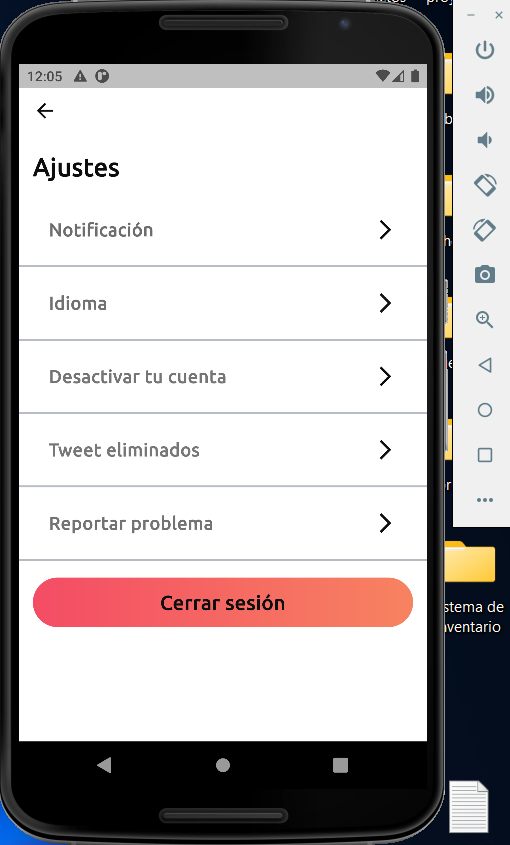 12:05
Ajustes
Notificación
Idioma
Desactivar tu cuenta
Tweet eliminados
Reportar problema
Cerrar sesión
stema de
ventario